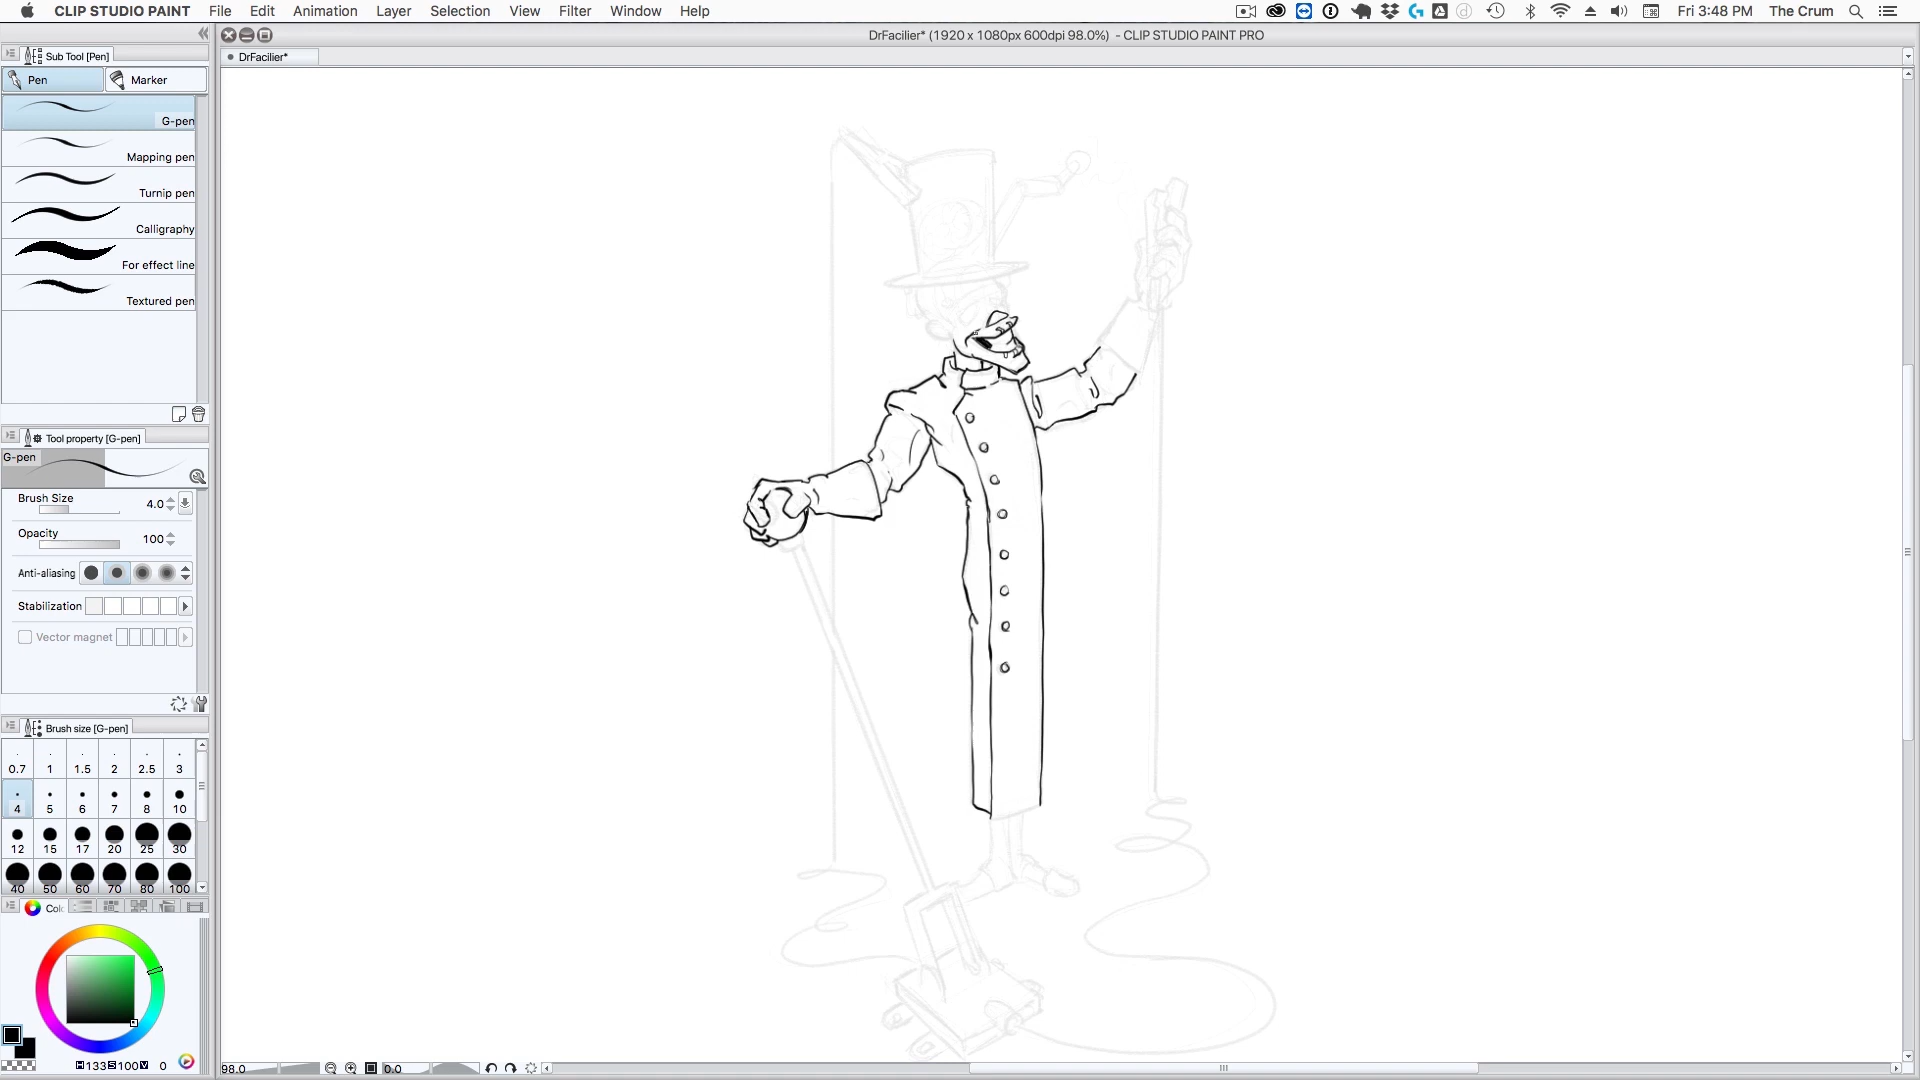 CLIP STUDIO PAINT File Edit Animation Layer Selection View Filter Window Help Fri 3:48 PM The Crum
DrFacilier* (1920 x 1080px 600dpi 98.0%) - CLIP STUDIO PAINT PRO
Sub Tool [Pen]
DrFacilier*
Pen Marker
G-pen
Mapping pen
Turnip pen
Calligraphy
For effect line
Textured pen
Tool property [G-pen]
G-pen
Brush Size 4.0
Opacity 100
Anti-aliasing
Stabilization
Vector magnet
Brush size [G-pen]
0.7 1 1.5 2 2.5 3
4 5 6 7 8 10
12 15 17 20 25 30
40 50 60 70 80 100
Col
H 133 S 100 V 0
98.0 0.0